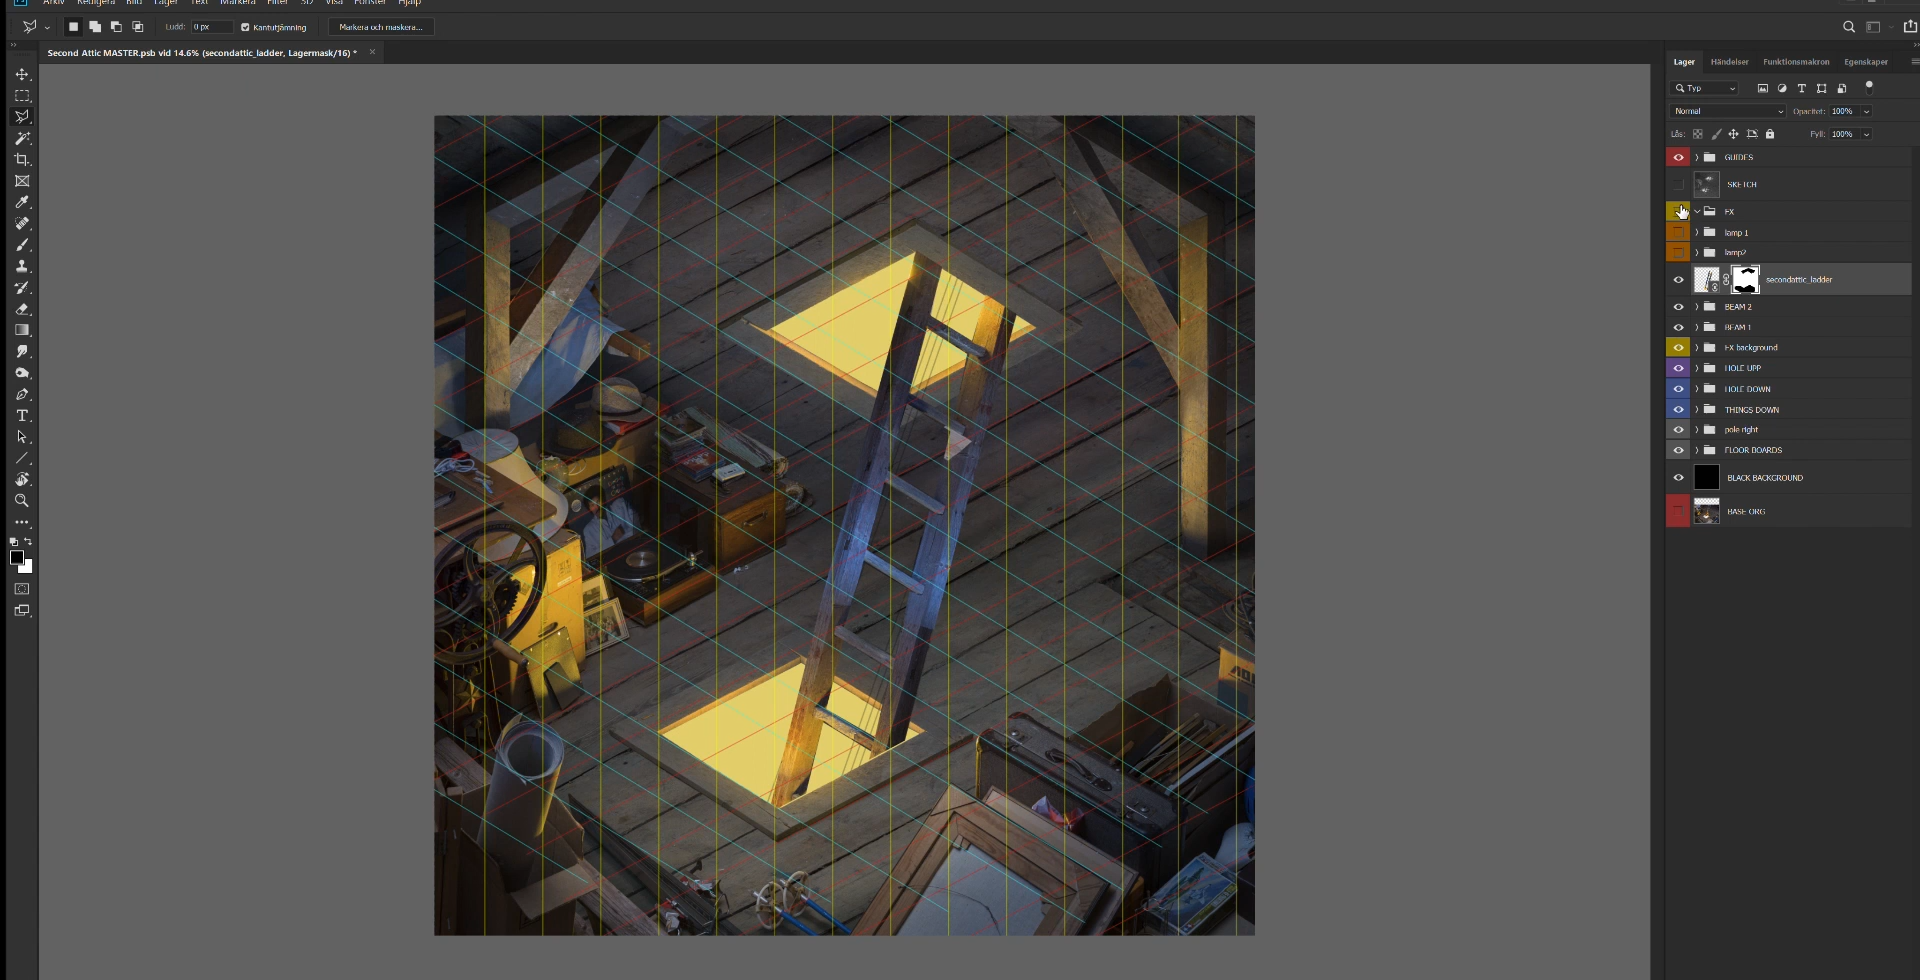 Arkiv Redigera Bild Lager Text Markera Filter 3D Visa Fönster Hjälp
Ludd: 0 px Kantutjämning Markera och maskera...
Second Attic MASTER.psb vid 14.6% (secondattic_ladder, Lagermask/16) *
Lager Händelser Funktionsmakron Egenskaper
Typ
Normal Opacitet: 100%
Lås: Fyll: 100%
GUIDES
SKETCH
FX
lamp 1
lamp2
secondattic_ladder
BEAM 2
BEAM 1
FX background
HOLE UPP
HOLE DOWN
THINGS DOWN
pole right
FLOOR BOARDS
BLACK BACKGROUND
BASE ORG